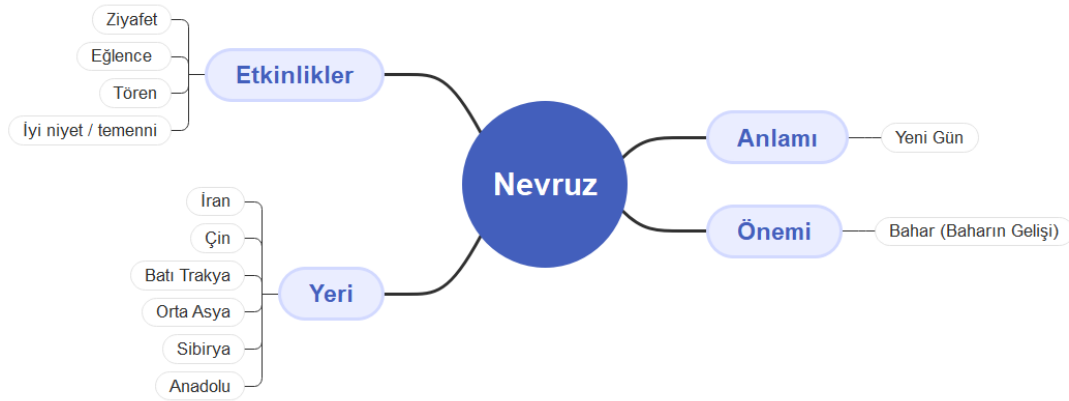 Nevruz
Etkinlikler
Ziyafet
Eğlence
Tören
İyi niyet / temenni
Yeri
İran
Çin
Batı Trakya
Orta Asya
Sibirya
Anadolu
Anlamı
Yeni Gün
Önemi
Bahar (Baharın Gelişi)